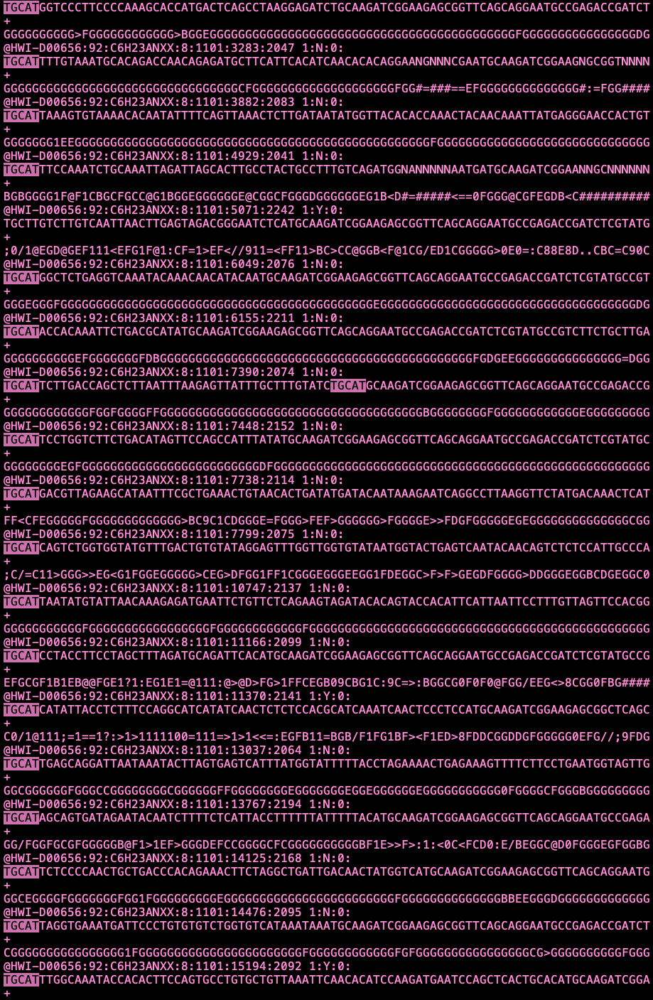 TGCATGGTCCCTTCCCCAAAGCACCATGACTCAGCCTAAGGAGATCTGCAAGATCGGAAGAGCGGTTCAGCAGGAATGCCGAGACCGATCT
+
GGGGGGGGGG>FGGGGGGGGGGGG>BGGEGGGGGGGGGGGGGGGGGGGGGGGGGGGGGGGGGGGGGGGGGGFGGGGGGGGGGGGGGGGDG
@HWI-D00656:92:C6H23ANXX:8:1101:3283:2047 1:N:0:
TGCATTTTGTAAATGCACAGACCAACAGAGATGCTTCATTCACATCAACACACAGGAANGNNNCGAATGCAAGATCGGAAGNGCGGTNNNN
+
GGGGGGGGGGGGGGGGGGGGGGGGGGGGGGGGGCFGGGGGGGGGGGGGGGGGGGGFGG#=###==EFGGGGGGGGGGGGGG#:=FGG####
@HWI-D00656:92:C6H23ANXX:8:1101:3882:2083 1:N:0:
TGCATTAAAGTGTAAAACACAATATTTTCAGTTAAACTCTTGATAATATGGTTACACACCAAACTACAACAAATTATGAGGGAACCACTGT
+
GGGGGGG1EEGGGGGGGGGGGGGGGGGGGGGGGGGGGGGGGGGGGGGGGGGGGGGGGGGGFGGGGGGGGGGGGGGGGGGGGGGGGGGGGGG
@HWI-D00656:92:C6H23ANXX:8:1101:4929:2041 1:N:0:
TGCATTTCCAAATCTGCAAATTAGATTAGCACTTGCCTACTGCCTTTGTCAGATGGNANNNNNNAATGATGCAAGATCGGAANNGCNNNNNN
+
BGBGGGG1F@F1CBGCFGCC@G1BGGEGGGGGGE@CGGCFGGGDGGGGGGEG1B<D#=#####<==0FGGG@CGFEGDB<C##########
@HWI-D00656:92:C6H23ANXX:8:1101:5071:2242 1:Y:0:
TGCTTGTCTTGTCAATTAACTTGAGTAGACGGGAATCTCATGCAAGATCGGAAGAGCGGTTCAGCAGGAATGCCGAGACCGATCTCGTATG
+
;0/1@EGD@GEF111<EFG1F@1:CF=1>EF<//911=<FF11>BC>CC@GGB<F@1CG/ED1CGGGGG>0E0=:C88E8D..CBC=C90C
@HWI-D00656:92:C6H23ANXX:8:1101:6049:2076 1:N:0:
TGCATGGCTCTGAGGTCAAATACAAACAACATACAATGCAAGATCGGAAGAGCGGTTCAGCAGGAATGCCGAGACCGATCTCGTATGCCGT
+
GGGEGGGFGGGGGGGGGGGGGGGGGGGGGGGGGGGGGGGGGGGGGGGGGGGGEGGGGGGGGGGGGGGGGGGGGGGGGGGGGGGGGGGGGDG
@HWI-D00656:92:C6H23ANXX:8:1101:6155:2211 1:N:0:
TGCATACCACAAATTCTGACGCATATGCAAGATCGGAAGAGCGGTTCAGCAGGAATGCCGAGACCGATCTCGTATGCCGTCTTCTGCTTGA
+
GGGGGGGGGGEFGGGGGGGFDBGGGGGGGGGGGGGGGGGGGGGGGGGGGGGGGGGGGGGGGGGGFGDGEEGGGGGGGGGGGGGGG=DGG
@HWI-D00656:92:C6H23ANXX:8:1101:7390:2074 1:N:0:
TGCATTCTTGACCAGCTCTTAATTTAAGAGTTATTTGCTTTGTATCTGCATGCAAGATCGGAAGAGCGGTTCAGCAGGAATGCCGAGACCG
+
GGGGGGGGGGGGFGGFGGGGFFGGGGGGGGGGGGGGGGGGGGGGGGGGGGGGGGGGGGGBGGGGGGGGFGGGGGGGGGGGGEGGGGGGGGG
@HWI-D00656:92:C6H23ANXX:8:1101:7448:2152 1:N:0:
TGCATTCCTGGTCTTCTGACATAGTTCCAGCCATTTATATGCAAGATCGGAAGAGCGGTTCAGCAGGAATGCCGAGACCGATCTCGTATGC
+
GGGGGGGGEGFGGGGGGGGGGGGGGGGGGGGGGGGGDFGGGGGGGGGGGGGGGGGGGGGGGGGGGGGGGGGGGGGGGGGGGGGGGGGGGGG
@HWI-D00656:92:C6H23ANXX:8:1101:7738:2114 1:N:0:
TGCATGACGTTAGAAGCATAATTTCGCTGAAACTGTAACACTGATATGATACAATAAAGAATCAGGCCTTAAGGTTCTATGACAAACTCAT
+
FF<CFEGGGGGFGGGGGGGGGGGGG>BC9C1CDGGGE=FGGG>FEF>GGGGGG>FGGGGE>>FDGFGGGGGEGEGGGGGGGGGGGGGGCGG
@HWI-D00656:92:C6H23ANXX:8:1101:7799:2075 1:N:0:
TGCATCAGTCTGGTGGTATGTTTGACTGTGTATAGGAGTTTGGTTGGTGTATAATGGTACTGAGTCAATACAACAGTCTCTCCATTGCCCA
+
;C/=C11>GGG>>EG<G1FGGEGGGGG>CEG>DFGG1FF1CGGGEGGGEEGG1FDEGGC>F>F>GEGDFGGGG>DDGGGEGGBCDGEGGC0
@HWI-D00656:92:C6H23ANXX:8:1101:10747:2137 1:N:0:
TGCATTAATATGTATTAACAAAGAGATGAATTCTGTTCTCAGAAGTAGATACACAGTACCACATTCATTAATTCCTTTGTTAGTTCCACGG
+
GGGGGGGGGGGFGGGGGGGGGGGGGGGGGFGGGGGGGGGGGGFGGGGGGGGGGGGGGGGGGGGGGGGGGGGGGGGGGGGGGGGGGGGGGGG
@HWI-D00656:92:C6H23ANXX:8:1101:11166:2099 1:N:0:
TGCATCCTACCTTCCTAGCTTTAGATGCAGATTCACATGCAAGATCGGAAGAGCGGTTCAGCAGGAATGCCGAGACCGATCTCGTATGCCG
+
EFGCGF1B1EB@@FGE1?1:EG1E1=@111:@>@D>FG>1FFCEGB09CBG1C:9C=>:BGGCG0F0F0@FGG/EEG<>8CGG0FBG####
@HWI-D00656:92:C6H23ANXX:8:1101:11370:2141 1:Y:0:
TGCATCATATTACCTCTTTCCAGGCATCATATCAACTCTCTCCACGCATCAAATCAACTCCCTCCATGCAAGATCGGAAGAGCGGCTCAGC
+
C0/1@111;=1==1?:>1>1111100=111=>1>1<<=:EGFB11=BGB/F1FG1BF><F1ED>8FDDCGGDDGFGGGGG0EFG//;9FDG
@HWI-D00656:92:C6H23ANXX:8:1101:13037:2064 1:N:0:
TGCATTGAGCAGGATTAATAAATACTTAGTGAGTCATTTATGGTATTTTTACCTAGAAAACTGAGAAAGTTTTCTTCCTGAATGGTAGTTG
+
GGCGGGGGGFGGGCCGGGGGGGGCGGGGGGFFGGGGGGGGEGGGGGGGEGGEGGGGGGEGGGGGGGGGGG0FGGGGCFGGGBGGGGGGGGG
@HWI-D00656:92:C6H23ANXX:8:1101:13767:2194 1:N:0:
TGCATAGCAGTGATAGAATACAATCTTTTCTCATTACCTTTTTTATTTTTACATGCAAGATCGGAAGAGCGGTTCAGCAGGAATGCCGAGA
+
GG/FGGFGCGFGGGGGB@F1>1EF>GGGDEFCCGGGGCFCGGGGGGGGGGBF1E>>F>:1:<0C<FCD0:E/BEGGC@D0FGGGEGFGGBG
@HWI-D00656:92:C6H23ANXX:8:1101:14125:2168 1:N:0:
TGCATTCTCCCCAACTGCTGACCCACAGAAACTTCTAGGCTGATTGACAACTATGGTCATGCAAGATCGGAAGAGCGGTTCAGCAGGAATG
+
GGCEGGGGFGGGGGGGFGG1FGGGGGGGGGEGGGGGGGGGGGGGGGGGGGGGGGFGGGGGGGGGGGGGGBBEEGGGDGGGGGGGGGGGGG
@HWI-D00656:92:C6H23ANXX:8:1101:14476:2095 1:N:0:
TGCATTAGGTGAAATGATTCCCTGTGTGTCTGGTGTCATAAATAAATGCAAGATCGGAAGAGCGGTTCAGCAGGAATGCCGAGACCGATCT
+
CGGGGGGGGGGGGGGGG1FGGGGGGGGGGGGGGGGGGGGGGGFGGGGGGGGGGGGFGFGGGGGGGGGGGGGGGGCG>GGGGGGGGGGFGGG
@HWI-D00656:92:C6H23ANXX:8:1101:15194:2092 1:Y:0:
TGCATTTGGCAAATACCACACTTCCAGTGCCTGTGCTGTTAAATTCAACACATCCAAGATGAATCCAGCTCACTGCACATGCAAGATCGGA
+